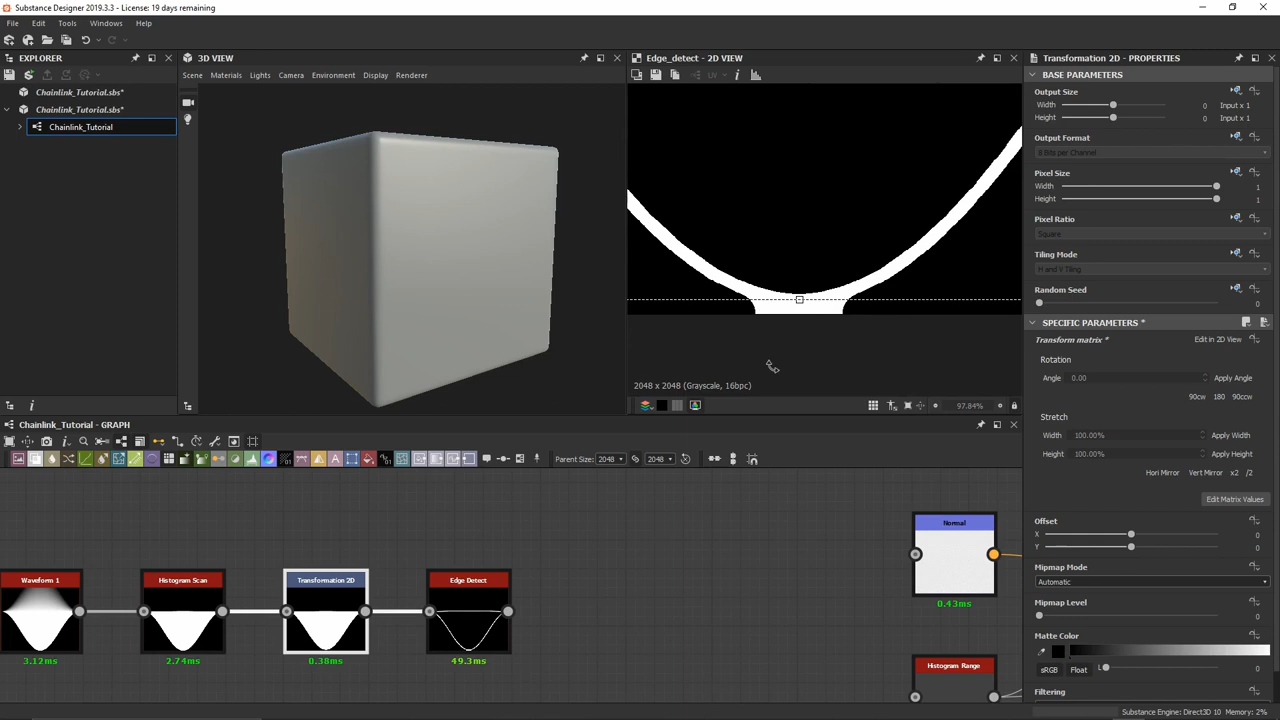 Substance Designer 2019.3.3 - License: 19 days remaining
File Edit Tools Windows Help
EXPLORER
Chainlink_Tutorial.sbs*
Chainlink_Tutorial.sbs*
Chainlink_Tutorial
3D VIEW
Scene Materials Lights Camera Environment Display Renderer
Edge_detect - 2D VIEW
UV
2048 x 2048 (Grayscale, 16bpc)
97.84%
Transformation 2D - PROPERTIES
BASE PARAMETERS
Output Size
Width 0 Input x 1
Height 0 Input x 1
Output Format
8 Bits per Channel
Pixel Size
Width 1
Height 1
Pixel Ratio
Square
Tiling Mode
H and V Tiling
Random Seed
0
SPECIFIC PARAMETERS *
Transform matrix * Edit in 2D View
Rotation
Angle 0.00 Apply Angle
90cw 180 90ccw
Stretch
Width 100.00% Apply Width
Height 100.00% Apply Height
Hori Mirror Vert Mirror x2 /2
Edit Matrix Values
Offset
X 0
Y 0
Mipmap Mode
Automatic
Mipmap Level
0
Matte Color
sRGB Float L 0
Filtering
Chainlink_Tutorial - GRAPH
Parent Size: 2048 2048
Waveform 1
3.12ms
Histogram Scan
2.74ms
Transformation 2D
0.38ms
Edge Detect
49.3ms
Normal
0.43ms
Histogram Range
Substance Engine: Direct3D 10 Memory: 2%